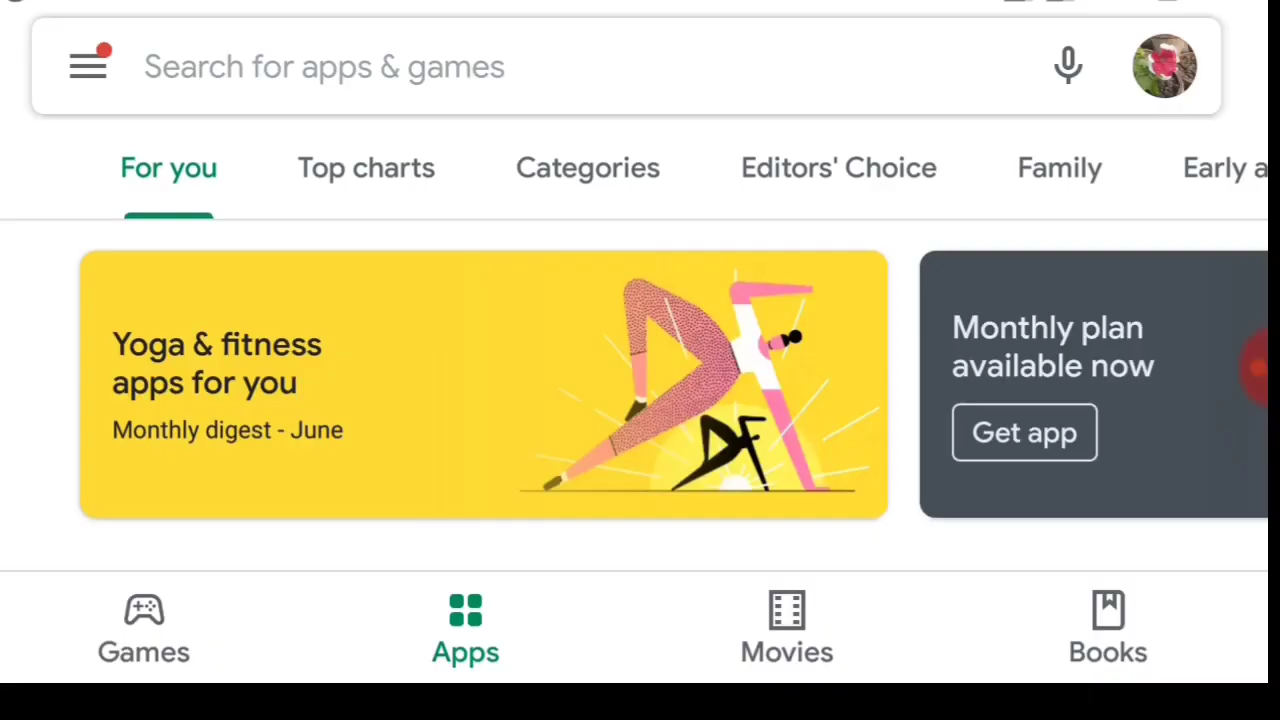 Search for apps & games
For you
Top charts
Categories
Editors' Choice
Family
Early a
Yoga & fitness
apps for you
Monthly digest - June
Monthly plan
available now
Get app
Games
Apps
Movies
Books